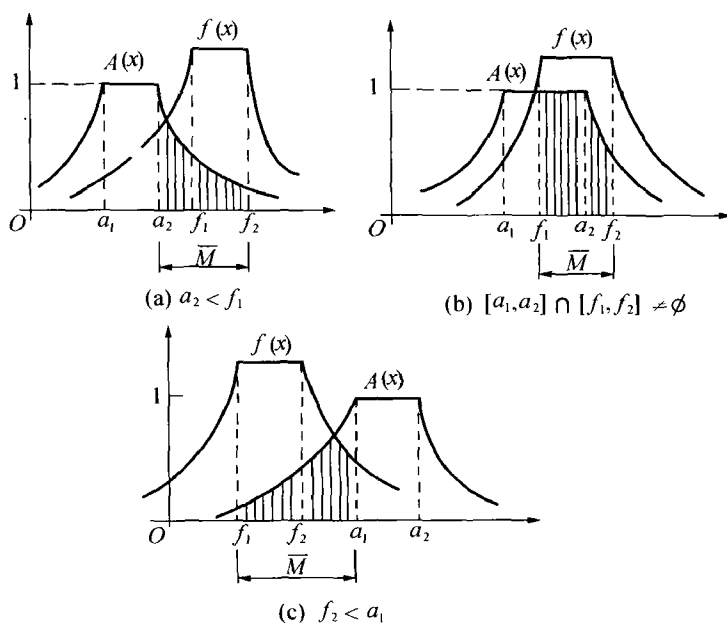 f(x)
A(x)
1
O a₁ a₂ f₁ f₂
M̅
(a) a₂ < f₁
f(x)
A(x)
1
O a₁ f₁ a₂ f₂
M̅
(b) [a₁,a₂] ∩ [f₁,f₂] ≠ φ
f(x)
A(x)
1
O f₁ f₂ a₁ a₂
M̅
(c) f₂ < a₁